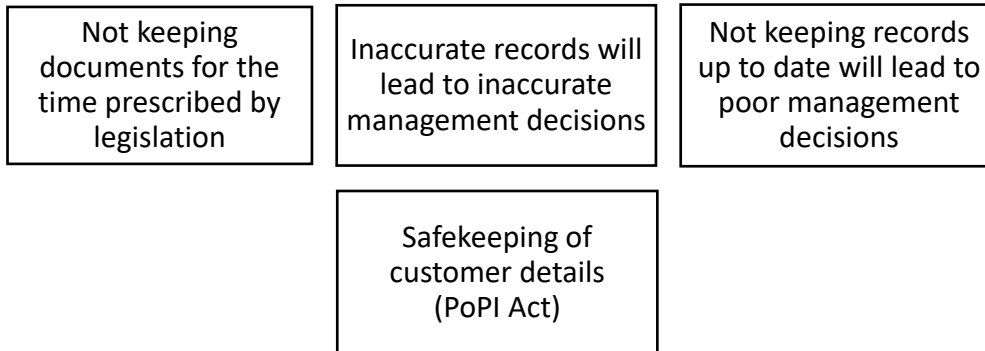 Not keeping
documents for the
time prescribed by
legislation
Inaccurate records will
lead to inaccurate
management decisions
Not keeping records
up to date will lead to
poor management
decisions
Safekeeping of
customer details
(PoPI Act)